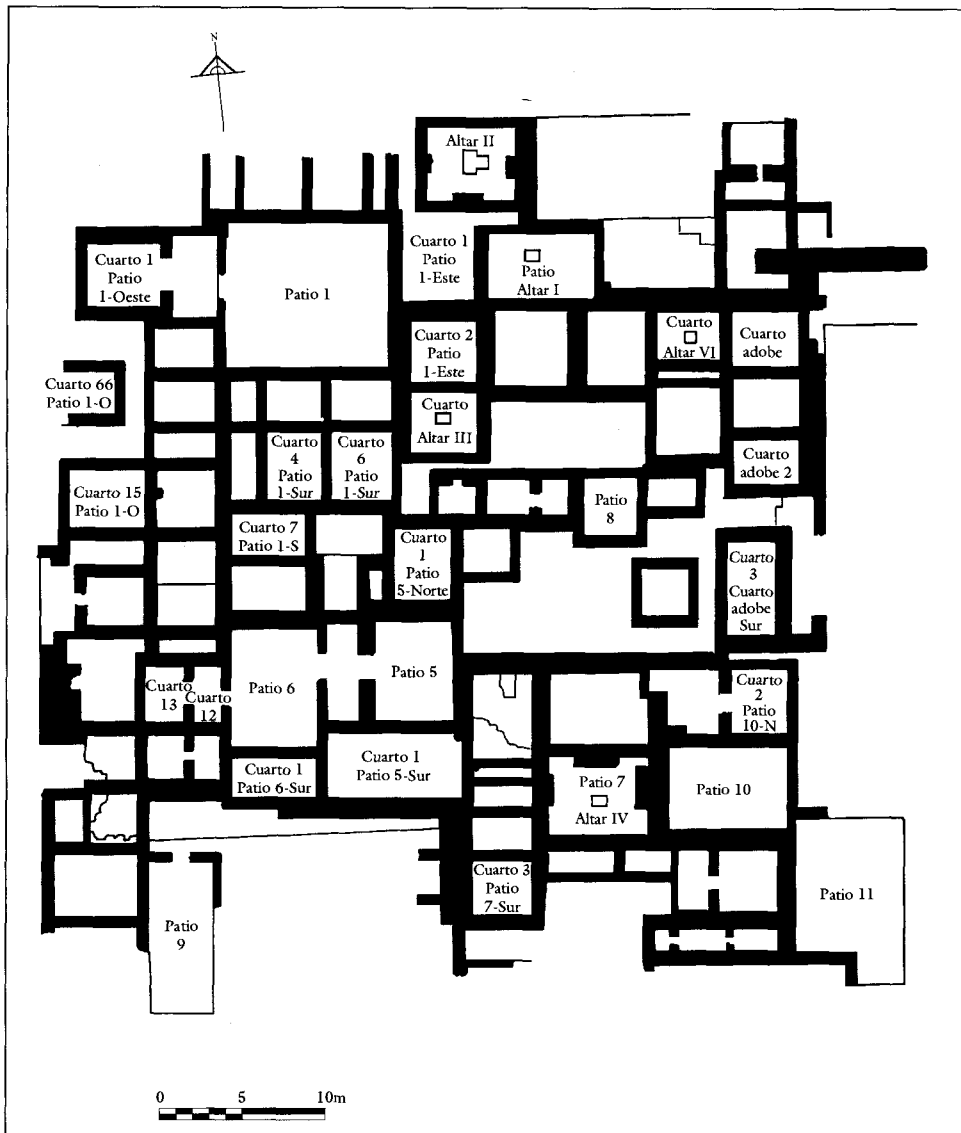 N
Altar II
Cuarto 1
Patio
1-Este
Patio
Altar I
Cuarto 1
Patio
1-Oeste
Patio 1
Cuarto 2
Patio
1-Este
Cuarto
Altar VI
Cuarto
adobe
Cuarto 66
Patio 1-O
Cuarto
Altar III
Cuarto
4
Patio
1-Sur
Cuarto
6
Patio
1-Sur
Cuarto
adobe 2
Cuarto 15
Patio 1-O
Patio
8
Cuarto 7
Patio 1-S
Cuarto
1
Patio
5-Norte
Cuarto
3
Cuarto
adobe
Sur
Cuarto
13
Cuarto
12
Patio 6
Patio 5
Cuarto
2
Patio
10-N
Cuarto 1
Patio 6-Sur
Cuarto 1
Patio 5-Sur
Patio 7
Altar IV
Patio 10
Cuarto 3
Patio
7-Sur
Patio 11
Patio
9
0 5 10m